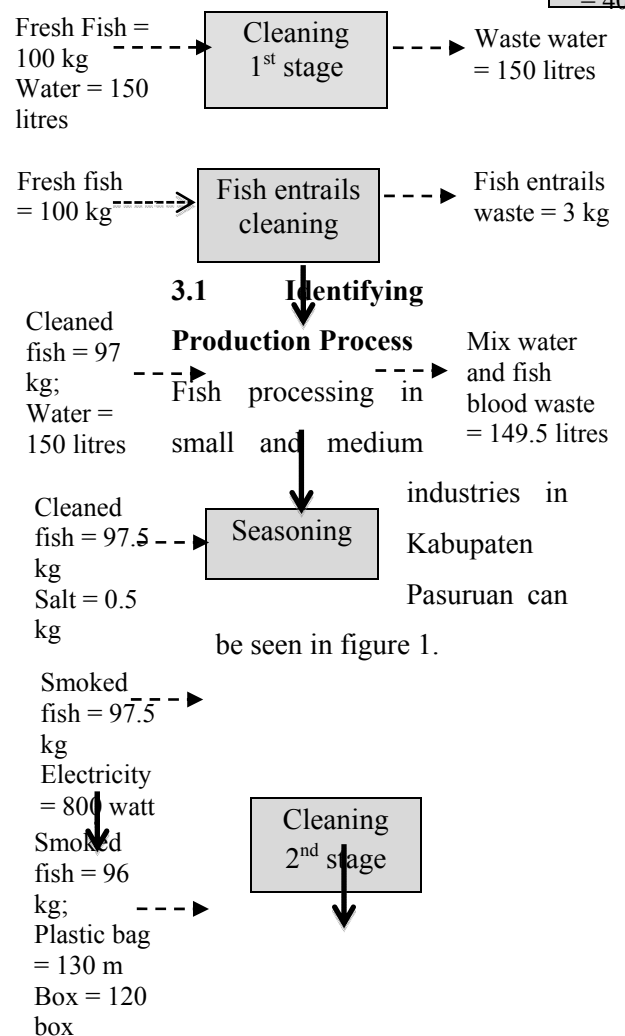 Fresh Fish =
100 kg
Water = 150
litres
Cleaning
1st stage
Waste water
= 150 litres
Fresh fish
= 100 kg
Fish entrails
cleaning
Fish entrails
waste = 3 kg
3.1 Identifying
Production Process
Fish processing in
small and medium
industries in
Kabupaten
Pasuruan can
be seen in figure 1.
Cleaned
fish = 97
kg;
Water =
150 litres
Mix water
and fish
blood waste
= 149.5 litres
Cleaned
fish = 97.5
kg
Salt = 0.5
kg
Seasoning
Smoked
fish = 97.5
kg
Electricity
= 800 watt
Smoked
fish = 96
kg;
Plastic bag
= 130 m
Box = 120
box
Cleaning
2nd stage